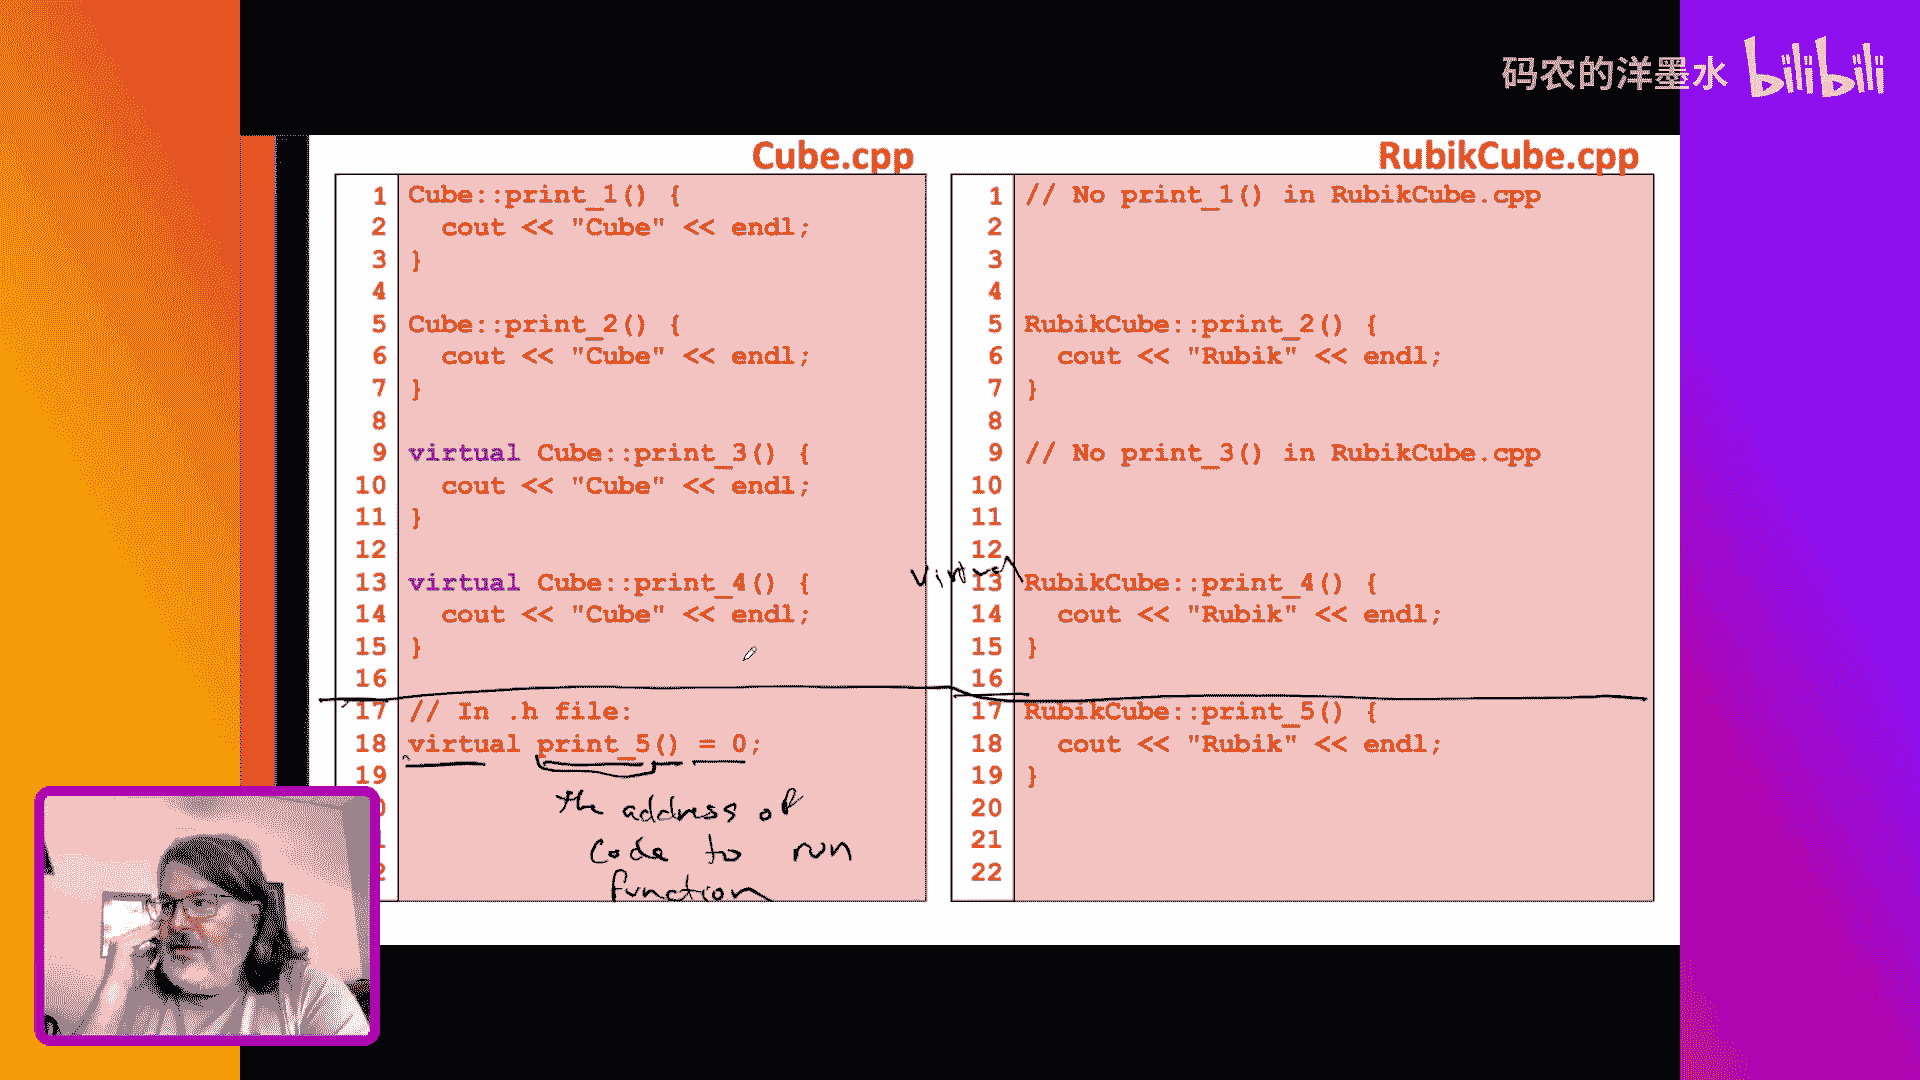 码农的洋墨水 bilibili
Cube.cpp
1 Cube::print_1() {
2 cout << "Cube" << endl;
3 }
4
5 Cube::print_2() {
6 cout << "Cube" << endl;
7 }
8
9 virtual Cube::print_3() {
10 cout << "Cube" << endl;
11 }
12
13 virtual Cube::print_4() {
14 cout << "Cube" << endl;
15 }
16
17 // In .h file:
18 virtual print_5() = 0;
19
the address of
code to run
function
RubikCube.cpp
1 // No print_1() in RubikCube.cpp
2
3
4
5 RubikCube::print_2() {
6 cout << "Rubik" << endl;
7 }
8
9 // No print_3() in RubikCube.cpp
10
11
12
virtual
13 RubikCube::print_4() {
14 cout << "Rubik" << endl;
15 }
16
17 RubikCube::print_5() {
18 cout << "Rubik" << endl;
19 }
20
21
22